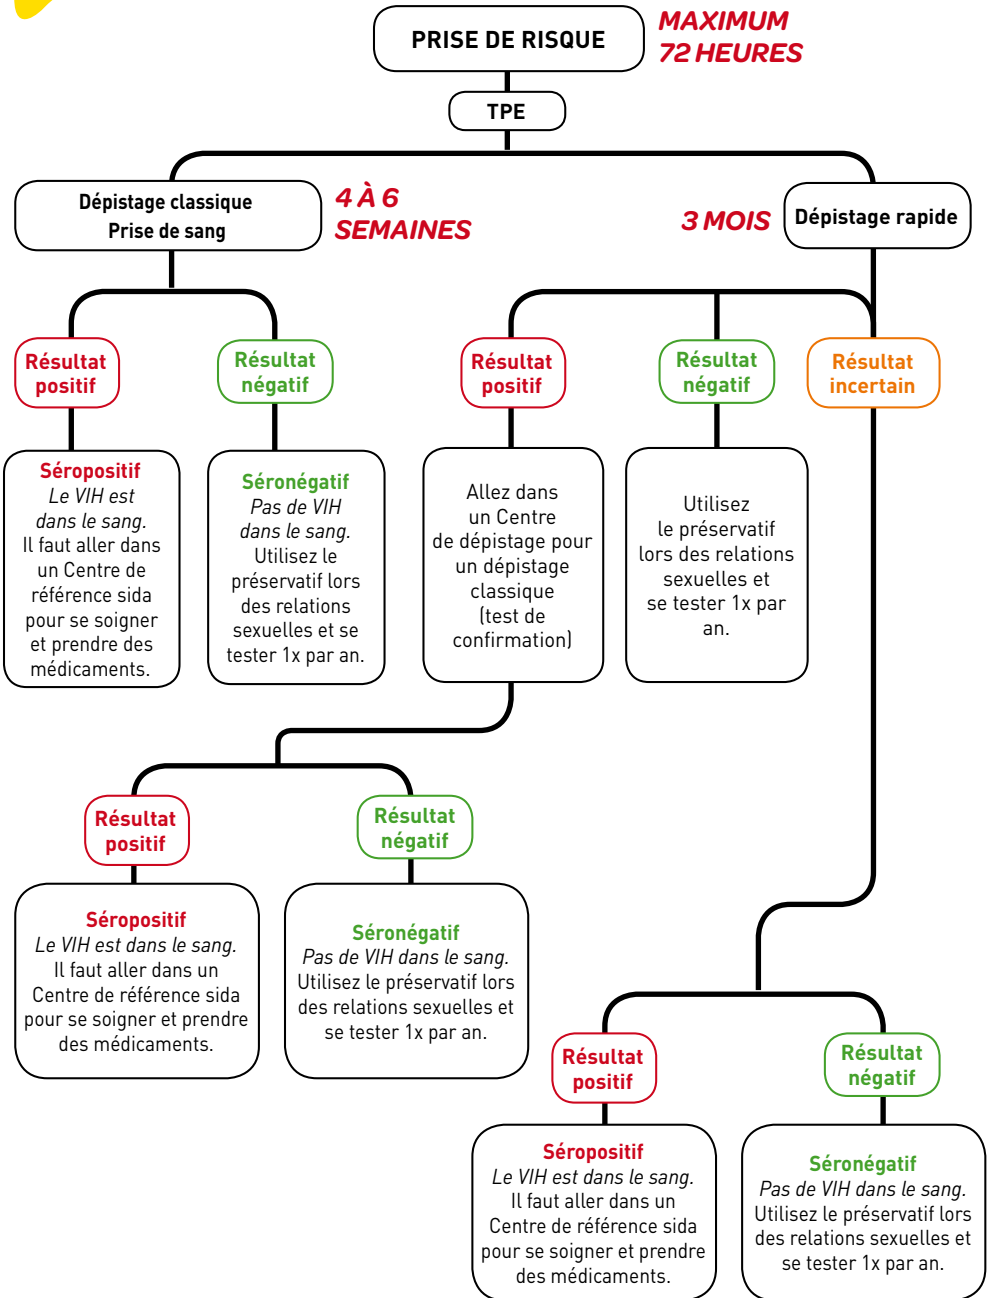 PRISE DE RISQUE
MAXIMUM
72 HEURES
TPE
Dépistage classique
Prise de sang
4 À 6
SEMAINES
3 MOIS
Dépistage rapide
Résultat
positif
Résultat
négatif
Résultat
positif
Résultat
négatif
Résultat
incertain
Séropositif
Le VIH est
dans le sang.
Il faut aller dans
un Centre de
référence sida
pour se soigner
et prendre des
médicaments.
Séronégatif
Pas de VIH
dans le sang.
Utilisez le
préservatif lors
des relations
sexuelles et se
tester 1x par an.
Allez dans
un Centre
de dépistage pour
un dépistage
classique
(test de
confirmation)
Utilisez
le préservatif
lors des relations
sexuelles et
se tester 1x par
an.
Résultat
positif
Résultat
négatif
Séropositif
Le VIH est dans le sang.
Il faut aller dans un
Centre de référence sida
pour se soigner et prendre
des médicaments.
Séronégatif
Pas de VIH dans le sang.
Utilisez le préservatif lors
des relations sexuelles et
se tester 1x par an.
Résultat
positif
Résultat
négatif
Séropositif
Le VIH est dans le sang.
Il faut aller dans un
Centre de référence sida
pour se soigner et prendre
des médicaments.
Séronégatif
Pas de VIH dans le sang.
Utilisez le préservatif lors
des relations sexuelles et
se tester 1x par an.